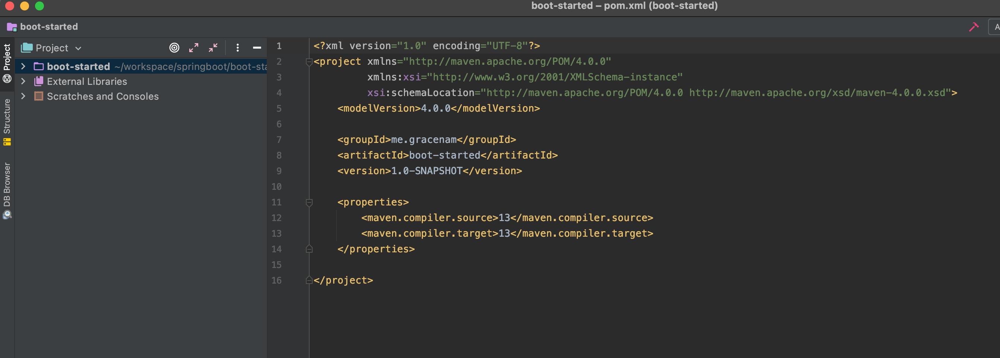 boot-started – pom.xml (boot-started)
boot-started
A
Project
Structure
DB Browser
Project
boot-started ~/workspace/springboot/boot-sta
External Libraries
Scratches and Consoles
1 <?xml version="1.0" encoding="UTF-8"?>
2 <project xmlns="http://maven.apache.org/POM/4.0.0"
3 xmlns:xsi="http://www.w3.org/2001/XMLSchema-instance"
4 xsi:schemaLocation="http://maven.apache.org/POM/4.0.0 http://maven.apache.org/xsd/maven-4.0.0.xsd">
5 <modelVersion>4.0.0</modelVersion>
6
7 <groupId>me.gracenam</groupId>
8 <artifactId>boot-started</artifactId>
9 <version>1.0-SNAPSHOT</version>
10
11 <properties>
12 <maven.compiler.source>13</maven.compiler.source>
13 <maven.compiler.target>13</maven.compiler.target>
14 </properties>
15
16 </project>